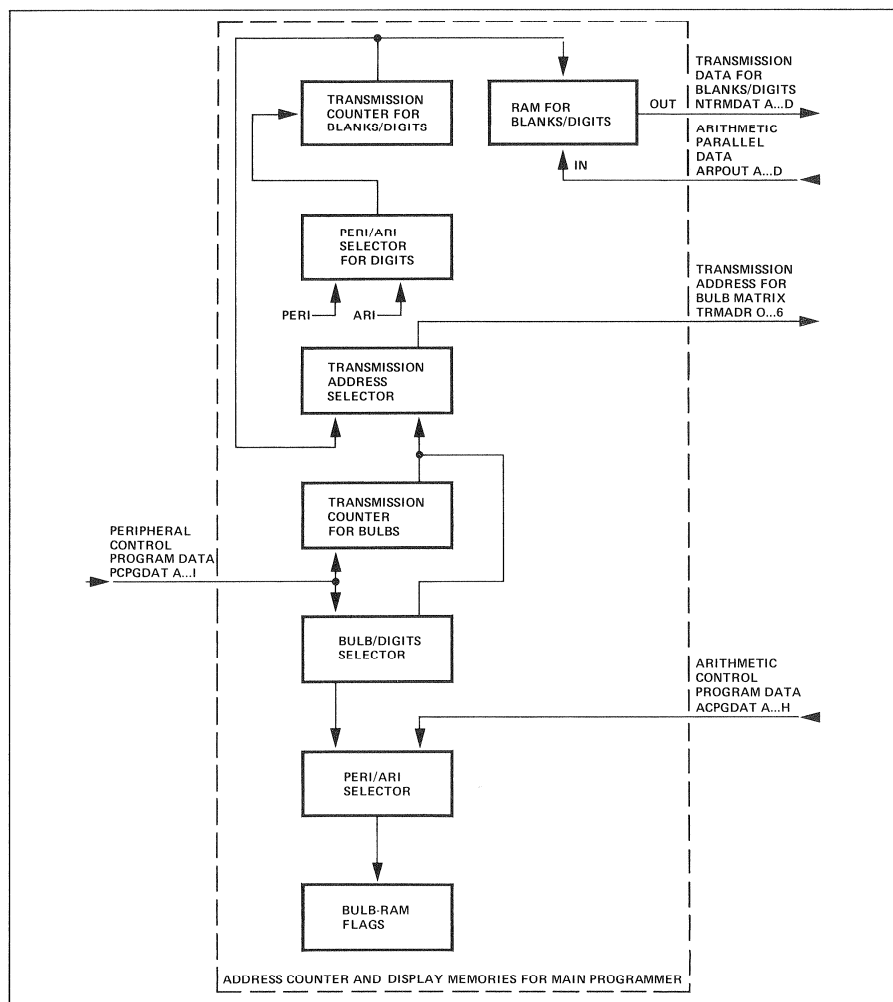 TRANSMISSION
COUNTER FOR
BLANKS/DIGITS
RAM FOR
BLANKS/DIGITS
OUT
IN
TRANSMISSION
DATA FOR
BLANKS/DIGITS
NTRMDAT A...D
ARITHMETIC
PARALLEL
DATA
ARPOUT A...D
PERI/ARI
SELECTOR
FOR DIGITS
PERI
ARI
TRANSMISSION
ADDRESS FOR
BULB MATRIX
TRMADR O...6
TRANSMISSION
ADDRESS
SELECTOR
TRANSMISSION
COUNTER
FOR BULBS
PERIPHERAL
CONTROL
PROGRAM DATA
PCPGDAT A...I
BULB/DIGITS
SELECTOR
ARITHMETIC
CONTROL
PROGRAM DATA
ACPGDAT A...H
PERI/ARI
SELECTOR
BULB-RAM
FLAGS
ADDRESS COUNTER AND DISPLAY MEMORIES FOR MAIN PROGRAMMER